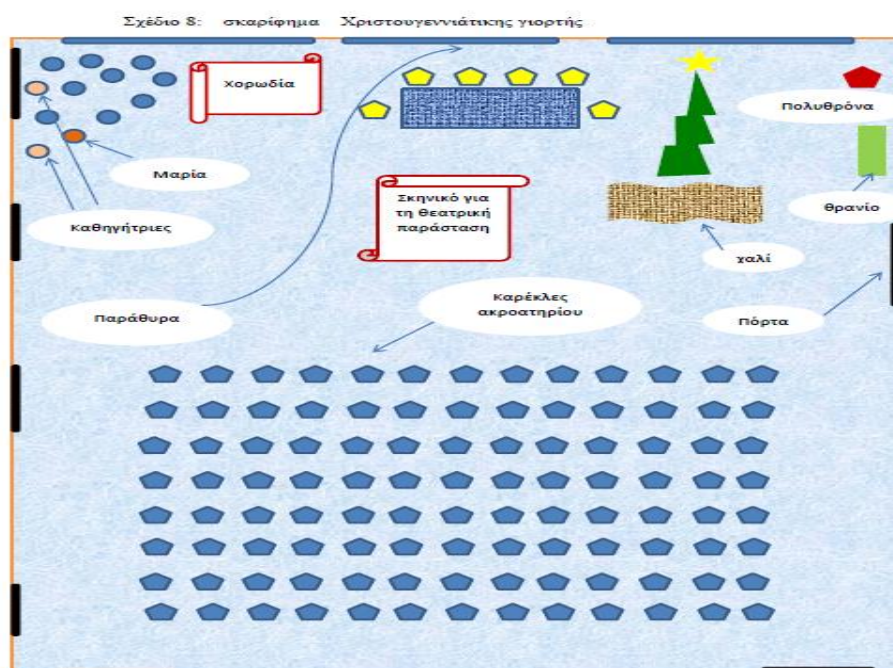 Σχέδιο 8: σκαρίφημα Χριστουγεννιάτικης γιορτής
Χορωδία
Πολυθρόνα
Μαρία
Σκηνικό για
τη θεατρική
παράσταση
θρανίο
Καθηγήτριες
χαλί
Παράθυρα
Καρέκλες
ακροατηρίου
Πόρτα